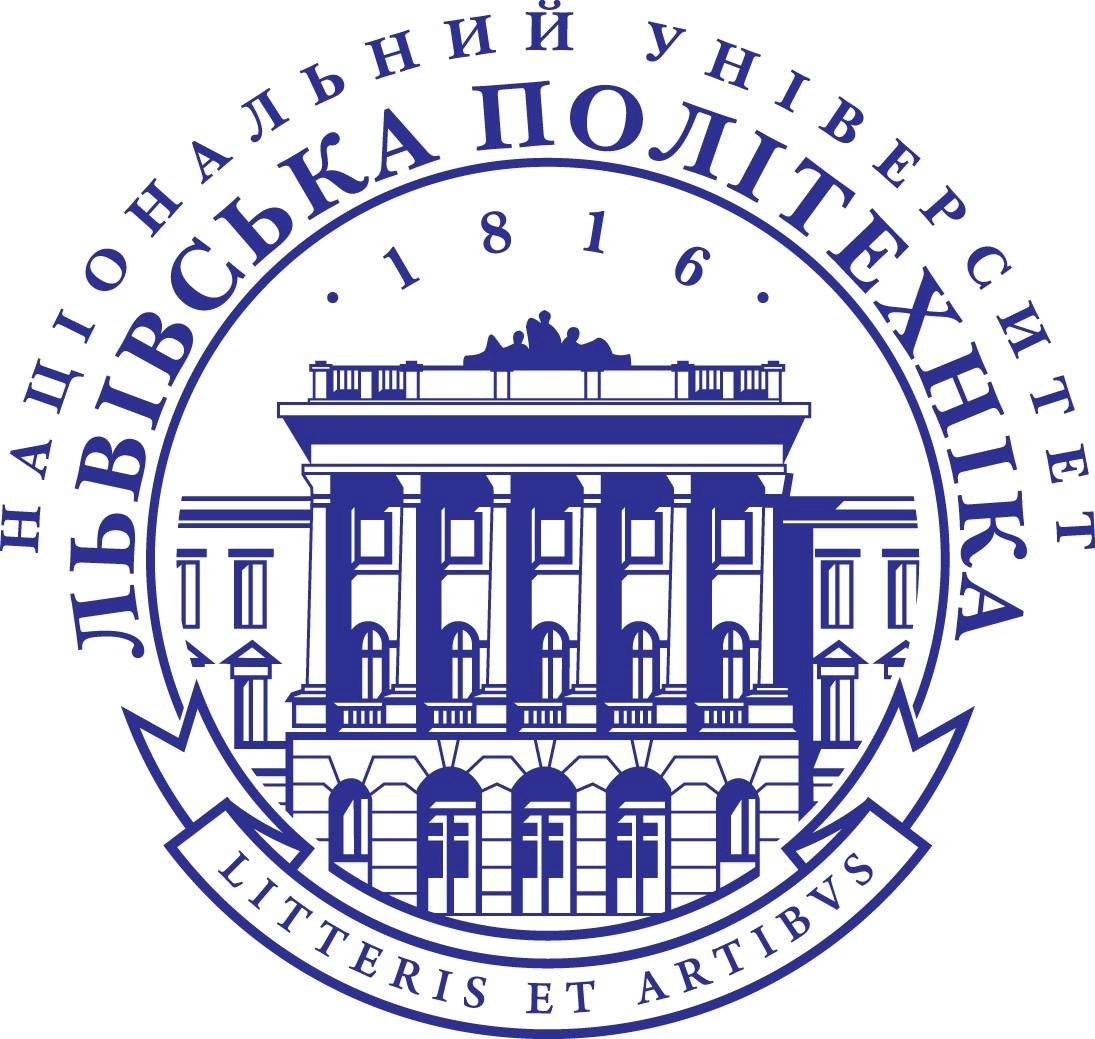 НАЦІОНАЛЬНИЙ УНІВЕРСИТЕТ
ЛЬВІВСЬКА ПОЛІТЕХНІКА
· 1816 ·
LITTERIS ET ARTIBVS